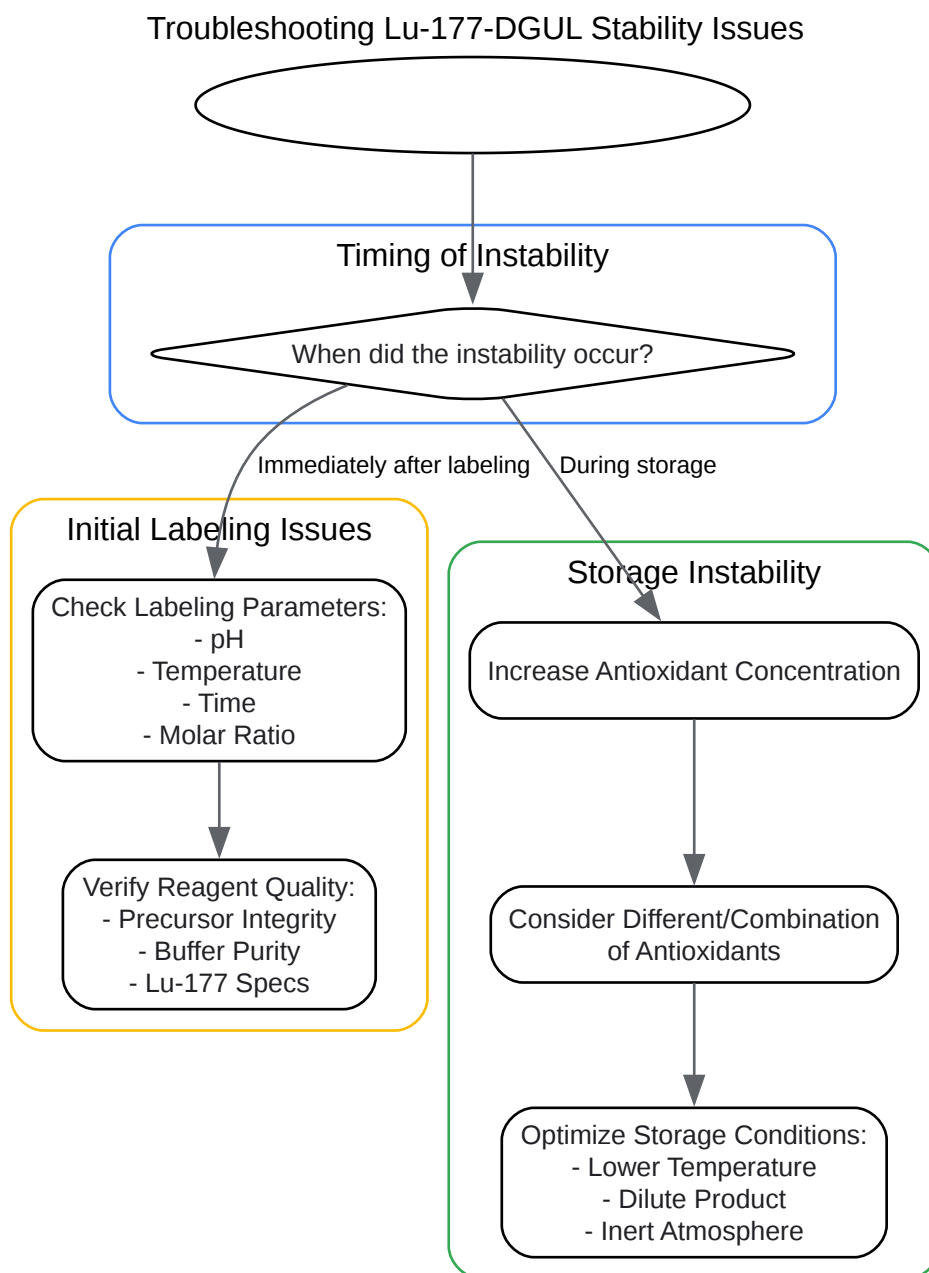 Troubleshooting Lu-177-DGUL Stability Issues
Timing of Instability
When did the instability occur?
Immediately after labeling
During storage
Initial Labeling Issues
Check Labeling Parameters:
- pH
- Temperature
- Time
- Molar Ratio
Verify Reagent Quality:
- Precursor Integrity
- Buffer Purity
- Lu-177 Specs
Storage Instability
Increase Antioxidant Concentration
Consider Different/Combination
of Antioxidants
Optimize Storage Conditions:
- Lower Temperature
- Dilute Product
- Inert Atmosphere